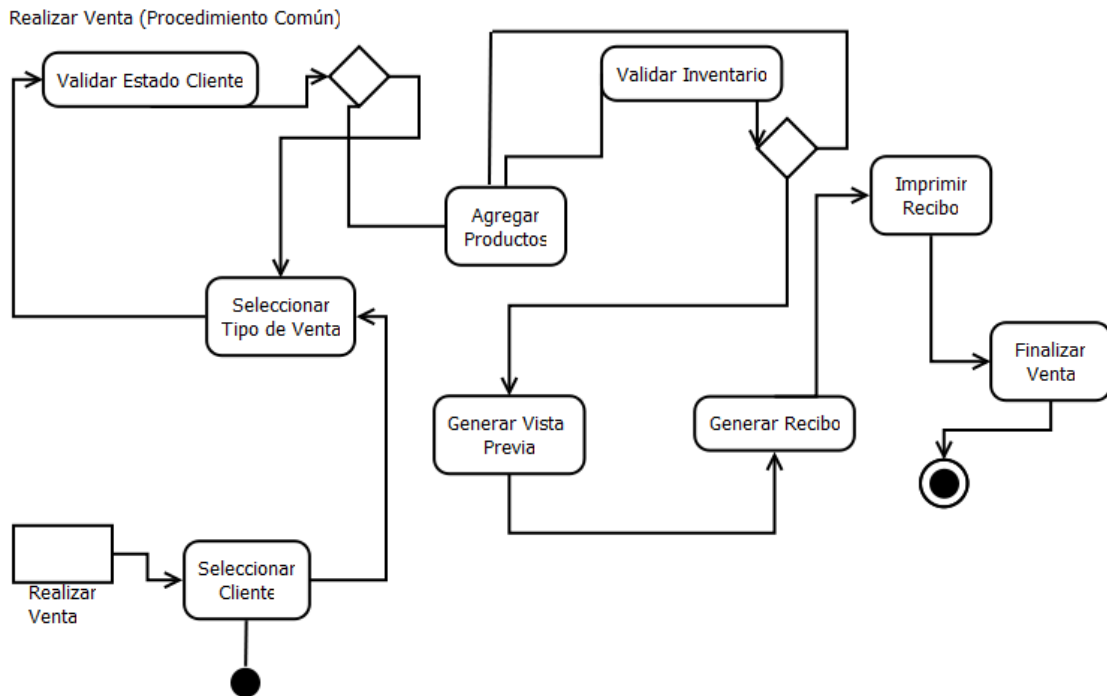 Realizar Venta (Procedimiento Común)
Validar Estado Cliente
Validar Inventario
Agregar
Productos
Imprimir
Recibo
Seleccionar
Tipo de Venta
Finalizar
Venta
Generar Vista
Previa
Generar Recibo
Realizar
Venta
Seleccionar
Cliente